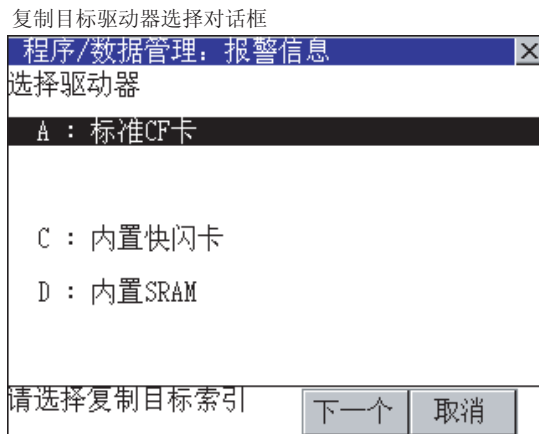 复制目标驱动器选择对话框
程序/数据管理：报警信息
选择驱动器
A : 标准CF卡
C : 内置快闪卡
D : 内置SRAM
请选择复制目标索引
下一个 取消